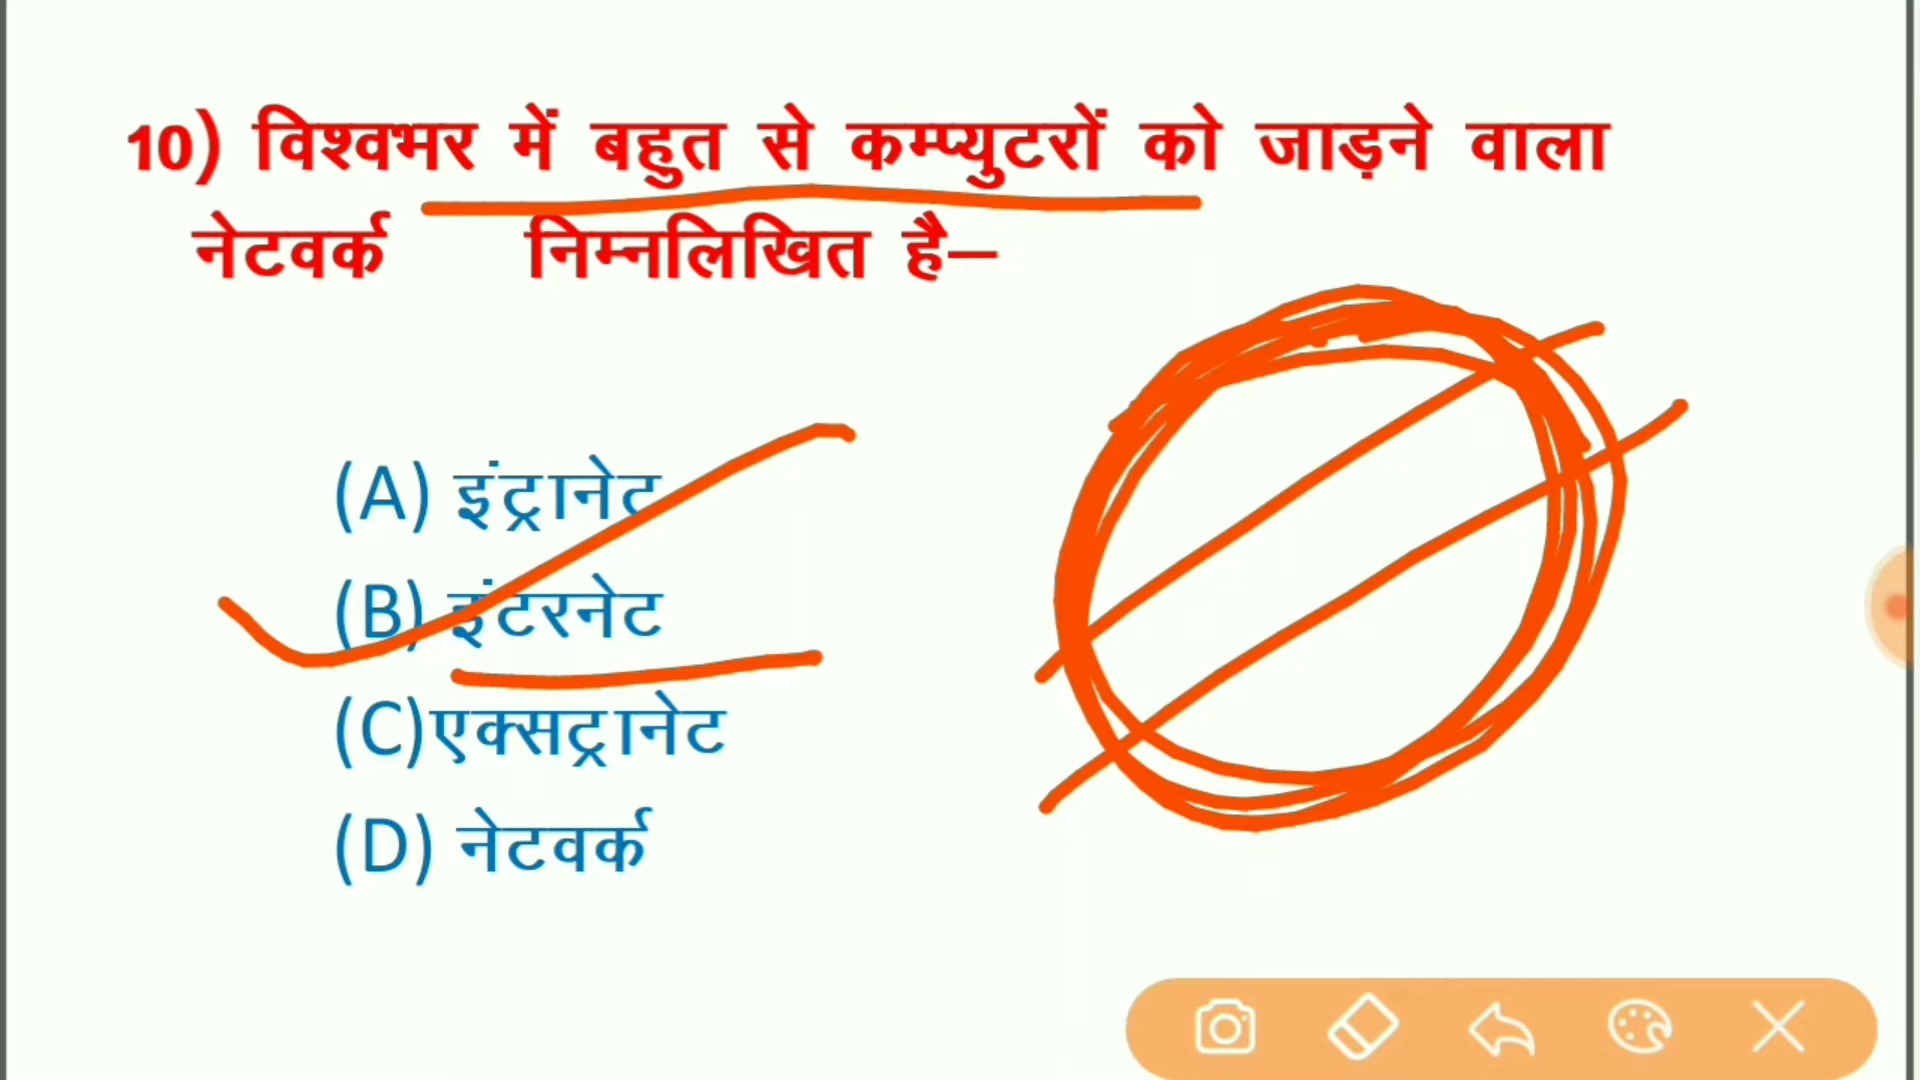 10) विश्वभर में बहुत से कम्प्युटरों को जाड़ने वाला
नेटवर्क निम्नलिखित है–
(A) इंट्रानेट
(B) इंटरनेट
(C)एक्सट्रानेट
(D) नेटवर्क